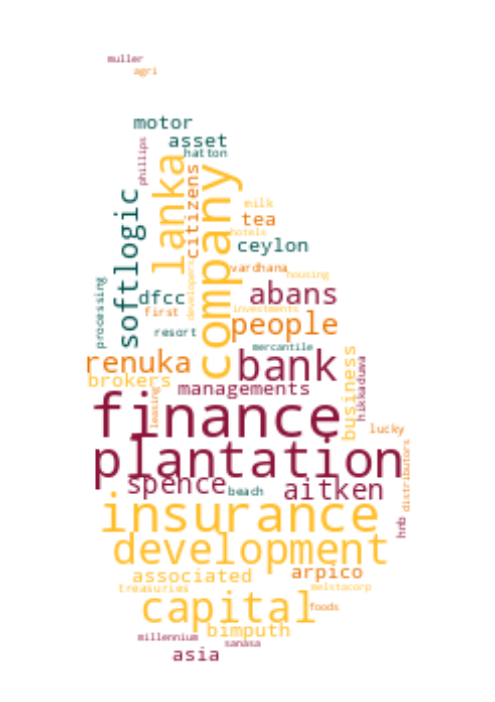 muller
agri
motor
asset
hatton
phillips
lanka
citizens
company
softlogic
milk
tea
hotels
ceylon
vardhana
housing
developers
processing
dfcc
abans
first
investments
people
resort
mercantile
renuka
bank
business
hikkaduwa
brokers
managements
leasing
finance
lucky
plantation
distributors
spence
beach
aitken
hnb
insurance
development
associated
arpico
treasuries
melstacorp
capital
foods
bimputh
millennium
sanasa
asia